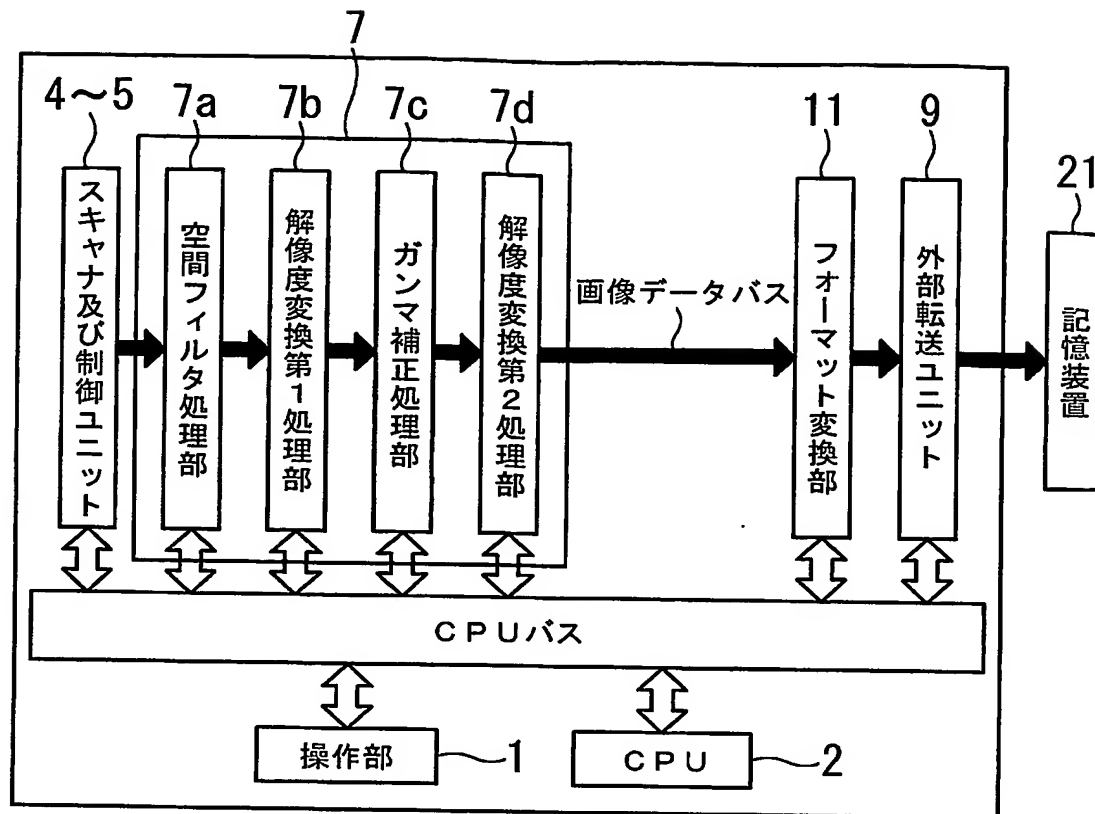 7
4～5
7a
7b
7c
7d
11
9
21
スキャナ及び制御ユニット
空間フィルタ処理部
解像度変換第1処理部
ガンマ補正処理部
解像度変換第2処理部
画像データバス
フォーマット変換部
外部転送ユニット
記憶装置
CPUバス
操作部
1
CPU
2